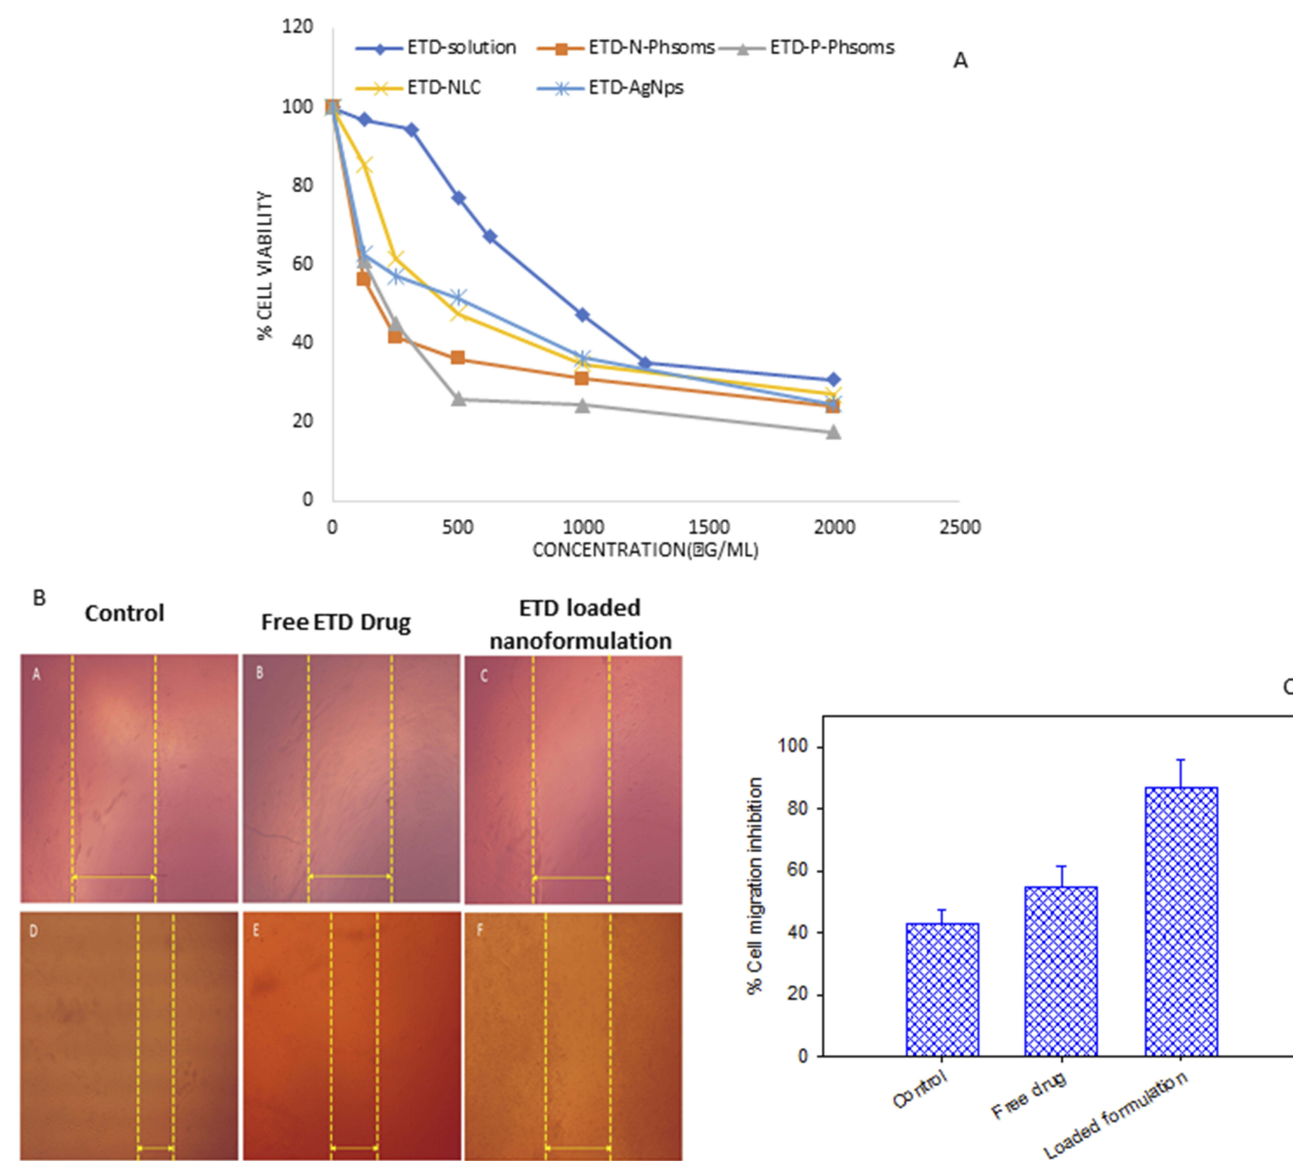 120
ETD-solution ETD-N-Phsoms ETD-P-Phsoms
A
ETD-NLC ETD-AgNps
100
80
60
40
20
0
% CELL VIABILITY
0 500 1000 1500 2000 2500
CONCENTRATION(⍰G/ML)
B
Control
Free ETD Drug
ETD loaded
nanoformulation
A B C
D E F
C
100
80
60
40
20
0
% Cell migration inhibition
Control
Free drug
Loaded formulation